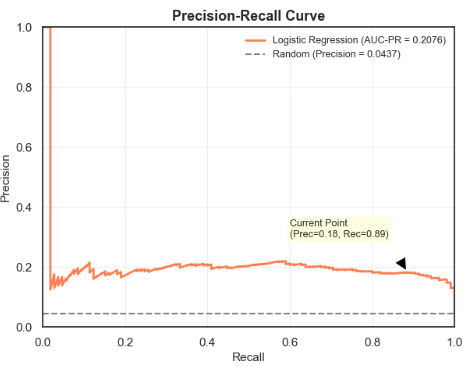 Precision-Recall Curve
1.0
0.8
0.6
0.4
0.2
0.0
Precision
Logistic Regression (AUC-PR = 0.2076)
Random (Precision = 0.0437)
Current Point
(Prec=0.18, Rec=0.89)
0.0 0.2 0.4 0.6 0.8 1.0
Recall